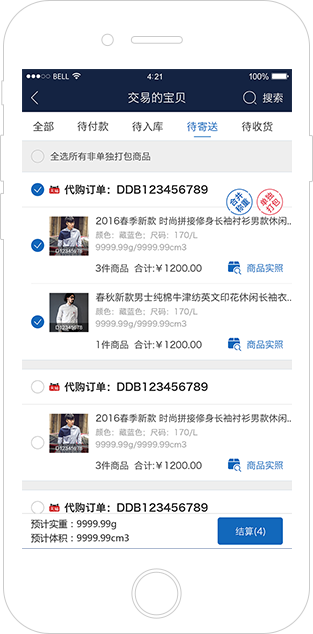 BELL 4:21 100%
交易的宝贝 搜索
全部 待付款 待入库 待寄送 待收货
全选所有非单独打包商品
代购订单：DDB123456789
合并称重 单独打包
2016春季新款 时尚拼接修身长袖衬衫男款休闲..
颜色：藏蓝色；尺码：170/L
9999.99g/9999.99cm3
D12345678
3件商品 合计:￥1200.00 商品实照
春秋新款男士纯棉牛津纺英文印花休闲长袖衣..
颜色：藏蓝色；尺码：170/L
9999.99g/9999.99cm3
D12345678
1件商品 合计:￥1200.00 商品实照
代购订单：DDB123456789
2016春季新款 时尚拼接修身长袖衬衫男款休闲..
颜色：藏蓝色；尺码：170/L
9999.99g/9999.99cm3
D12345678
3件商品 合计:￥1200.00 商品实照
代购订单：DDB123456789
预计实重：9999.99g
预计体积：9999.99cm3
结算(4)